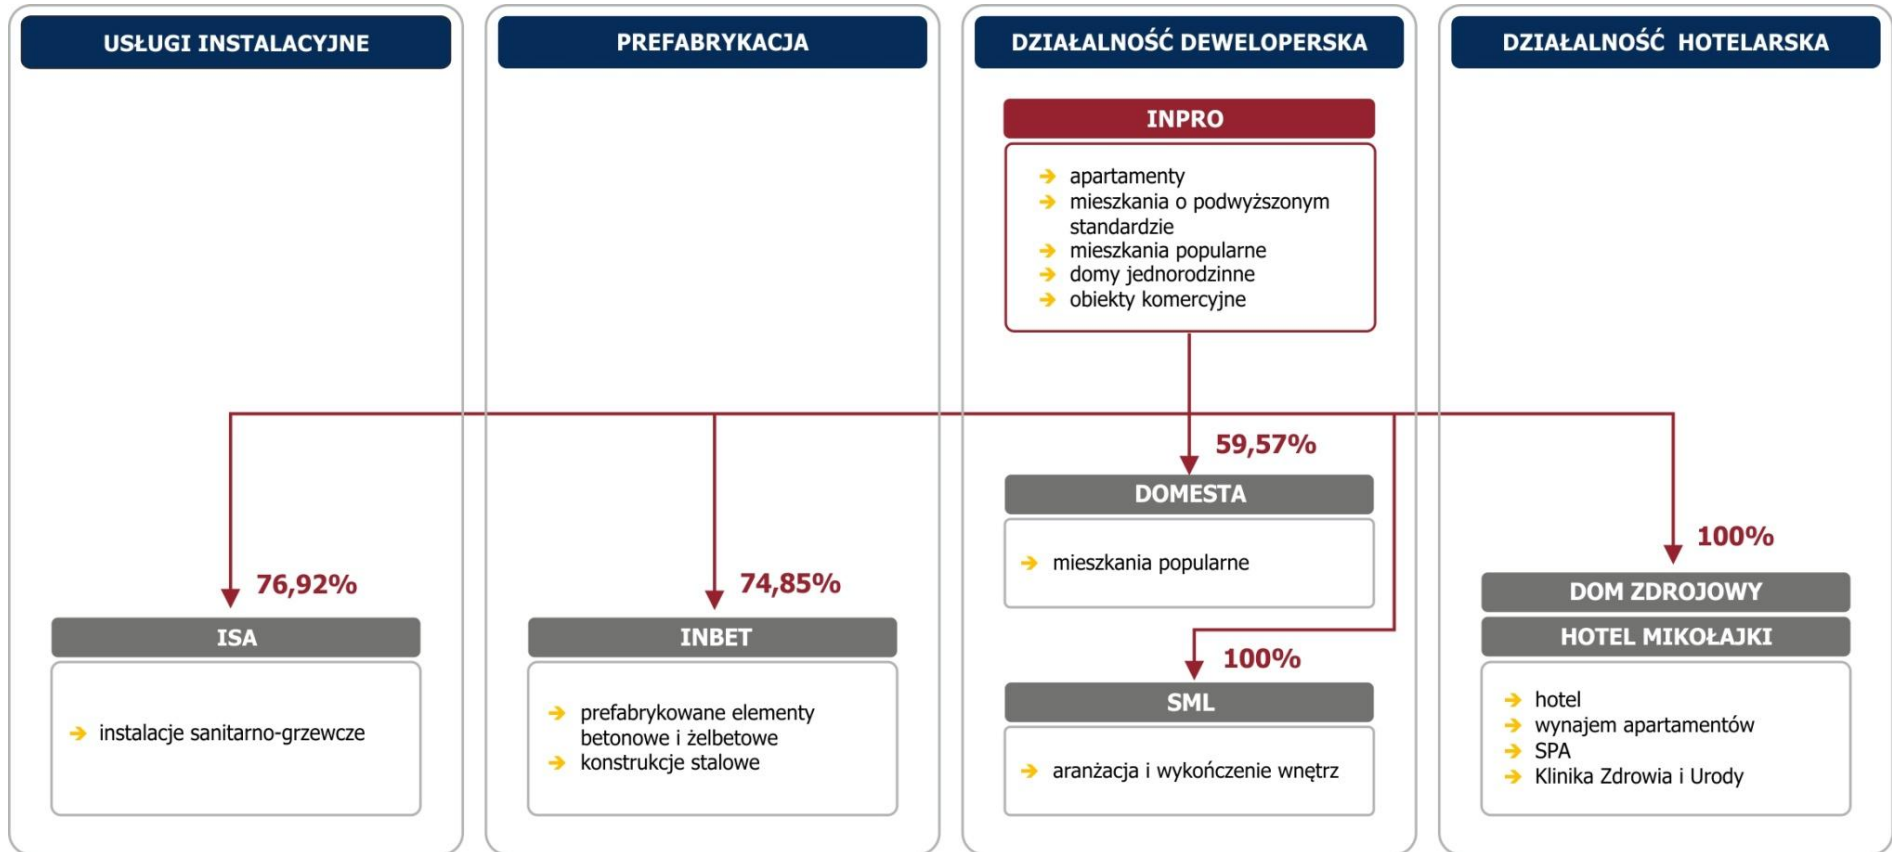 USŁUGI INSTALACYJNE
76,92%
ISA
instalacje sanitarno-grzewcze
PREFABRYKACJA
74,85%
INBET
prefabrykowane elementy
betonowe i żelbetowe
konstrukcje stalowe
DZIAŁALNOŚĆ DEWELOPERSKA
INPRO
apartamenty
mieszkania o podwyższonym
standardzie
mieszkania popularne
domy jednorodzinne
obiekty komercyjne
59,57%
DOMESTA
mieszkania popularne
100%
SML
aranżacja i wykończenie wnętrz
DZIAŁALNOŚĆ HOTELARSKA
100%
DOM ZDROJOWY
HOTEL MIKOŁAJKI
hotel
wynajem apartamentów
SPA
Klinika Zdrowia i Urody